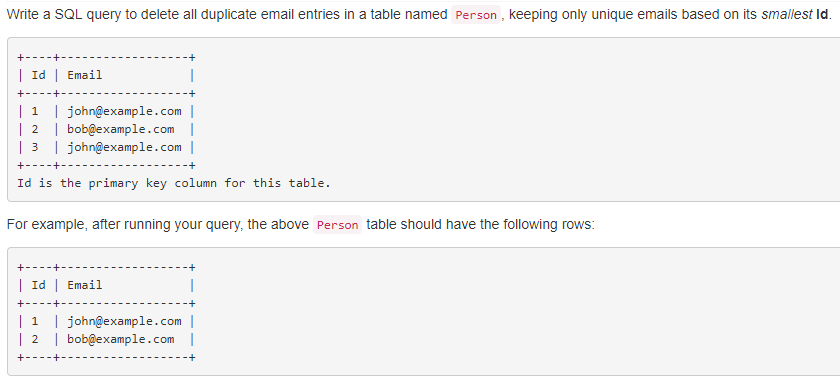 Write a SQL query to delete all duplicate email entries in a table named Person , keeping only unique emails based on its smallest Id.
+----+------------------+
| Id | Email            |
+----+------------------+
| 1  | john@example.com |
| 2  | bob@example.com  |
| 3  | john@example.com |
+----+------------------+
Id is the primary key column for this table.
For example, after running your query, the above Person table should have the following rows:
+----+------------------+
| Id | Email            |
+----+------------------+
| 1  | john@example.com |
| 2  | bob@example.com  |
+----+------------------+